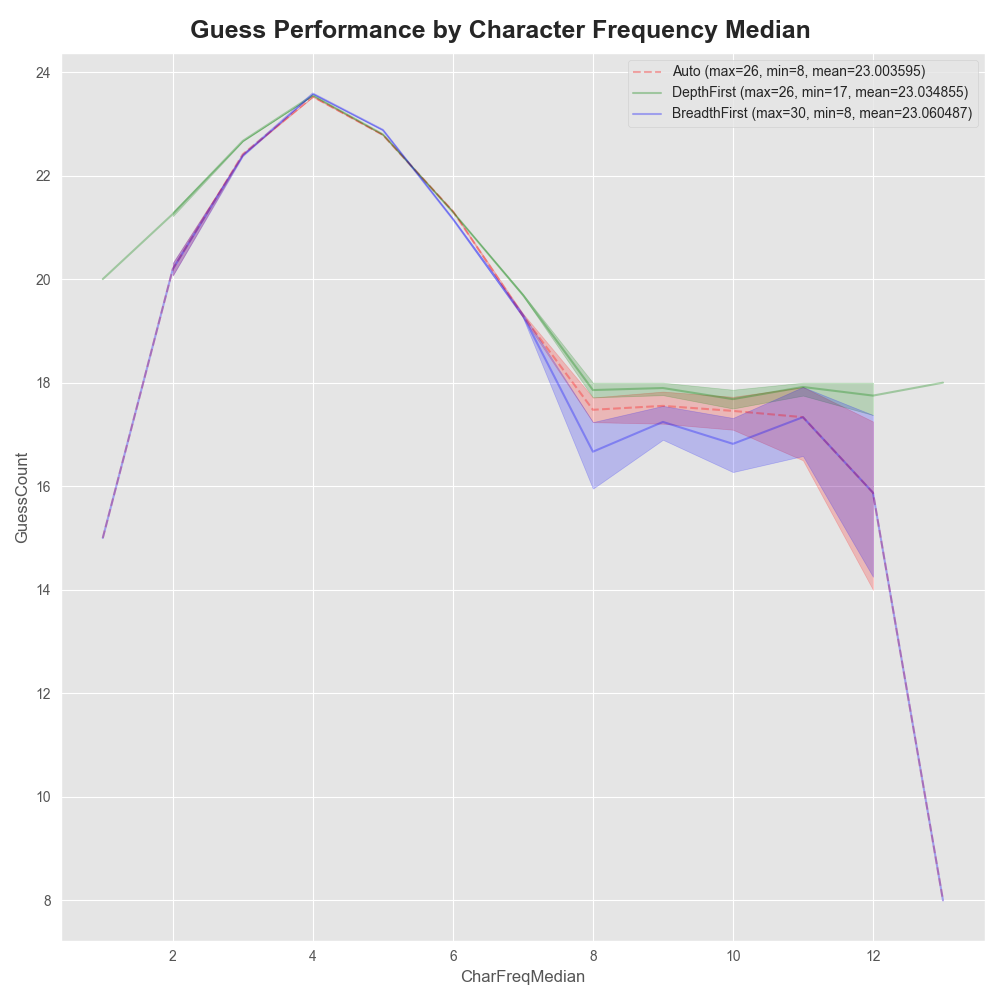 Guess Performance by Character Frequency Median
Auto (max=26, min=8, mean=23.003595)
DepthFirst (max=26, min=17, mean=23.034855)
BreadthFirst (max=30, min=8, mean=23.060487)
24
22
20
18
16
14
12
10
8
GuessCount
2 4 6 8 10 12
CharFreqMedian